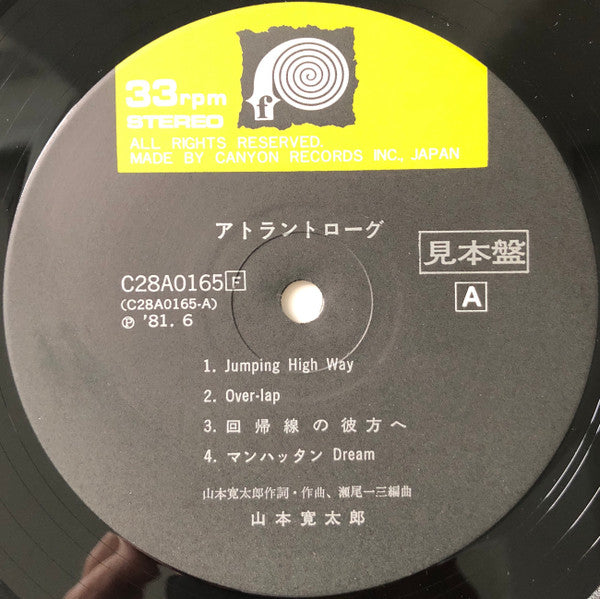 f
33rpm
STEREO
ALL RIGHTS RESERVED.
MADE BY CANYON RECORDS INC., JAPAN
アトラントローグ
見本盤
C28A0165 F
(C28A0165-A)
Ⓟ '81. 6
A
1. Jumping High Way
2. Over-lap
3. 回帰線の彼方へ
4. マンハッタン Dream
山本寛太郎作詞・作曲、瀬尾一三編曲
山本寛太郎